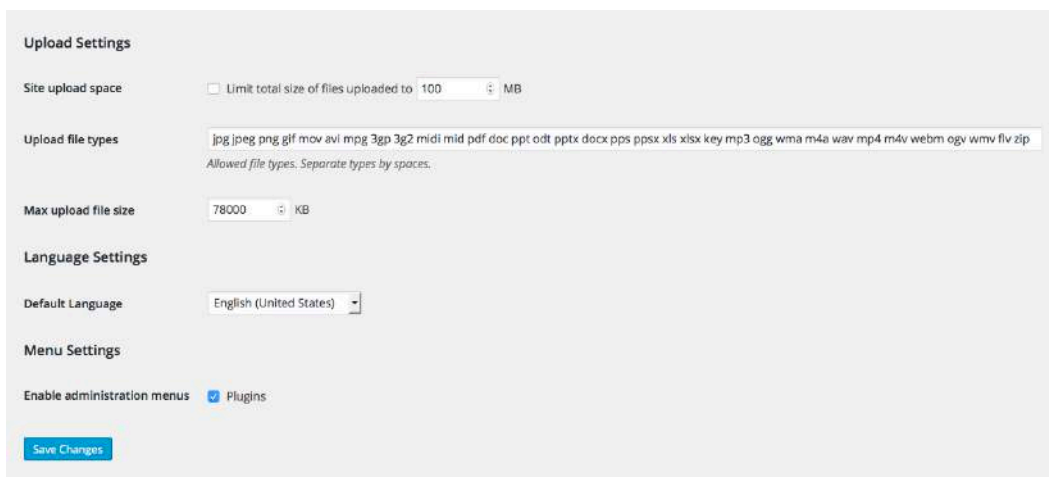 Upload Settings
Site upload space Limit total size of files uploaded to 100 MB
Upload file types jpg jpeg png gif mov avi mpg 3gp 3g2 midi mid pdf doc ppt odt pptx docx pps ppsx xls xlsx key mp3 ogg wma m4a wav mp4 m4v webm ogv wmv flv zip
Allowed file types. Separate types by spaces.
Max upload file size 78000 KB
Language Settings
Default Language English (United States)
Menu Settings
Enable administration menus Plugins
Save Changes